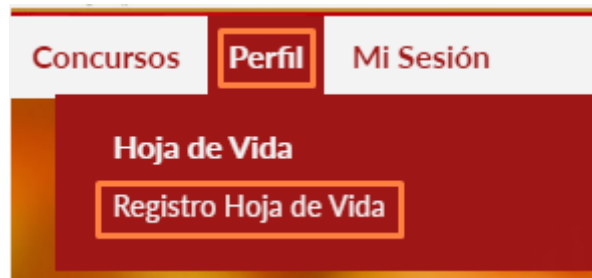 Concursos Perfil Mi Sesión
Hoja de Vida
Registro Hoja de Vida